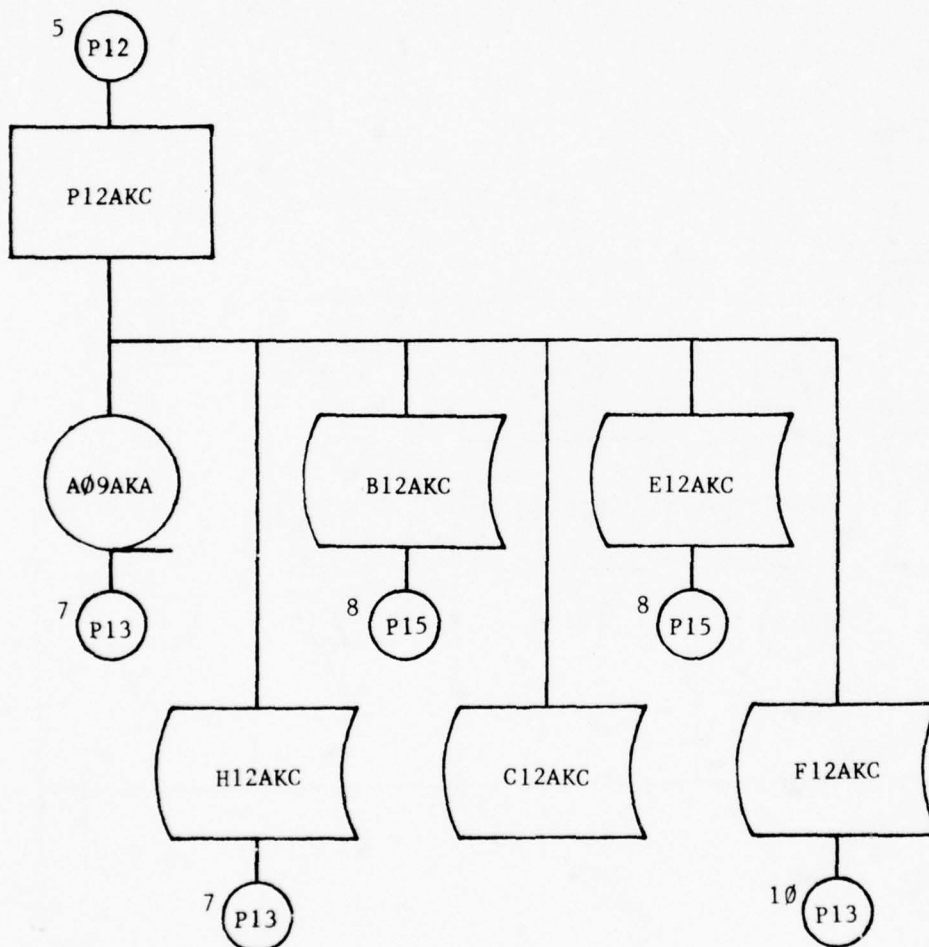 5 P12
P12AKC
AØ9AKA
B12AKC
E12AKC
7 P13
8 P15
8 P15
H12AKC
C12AKC
F12AKC
7 P13
1Ø P13